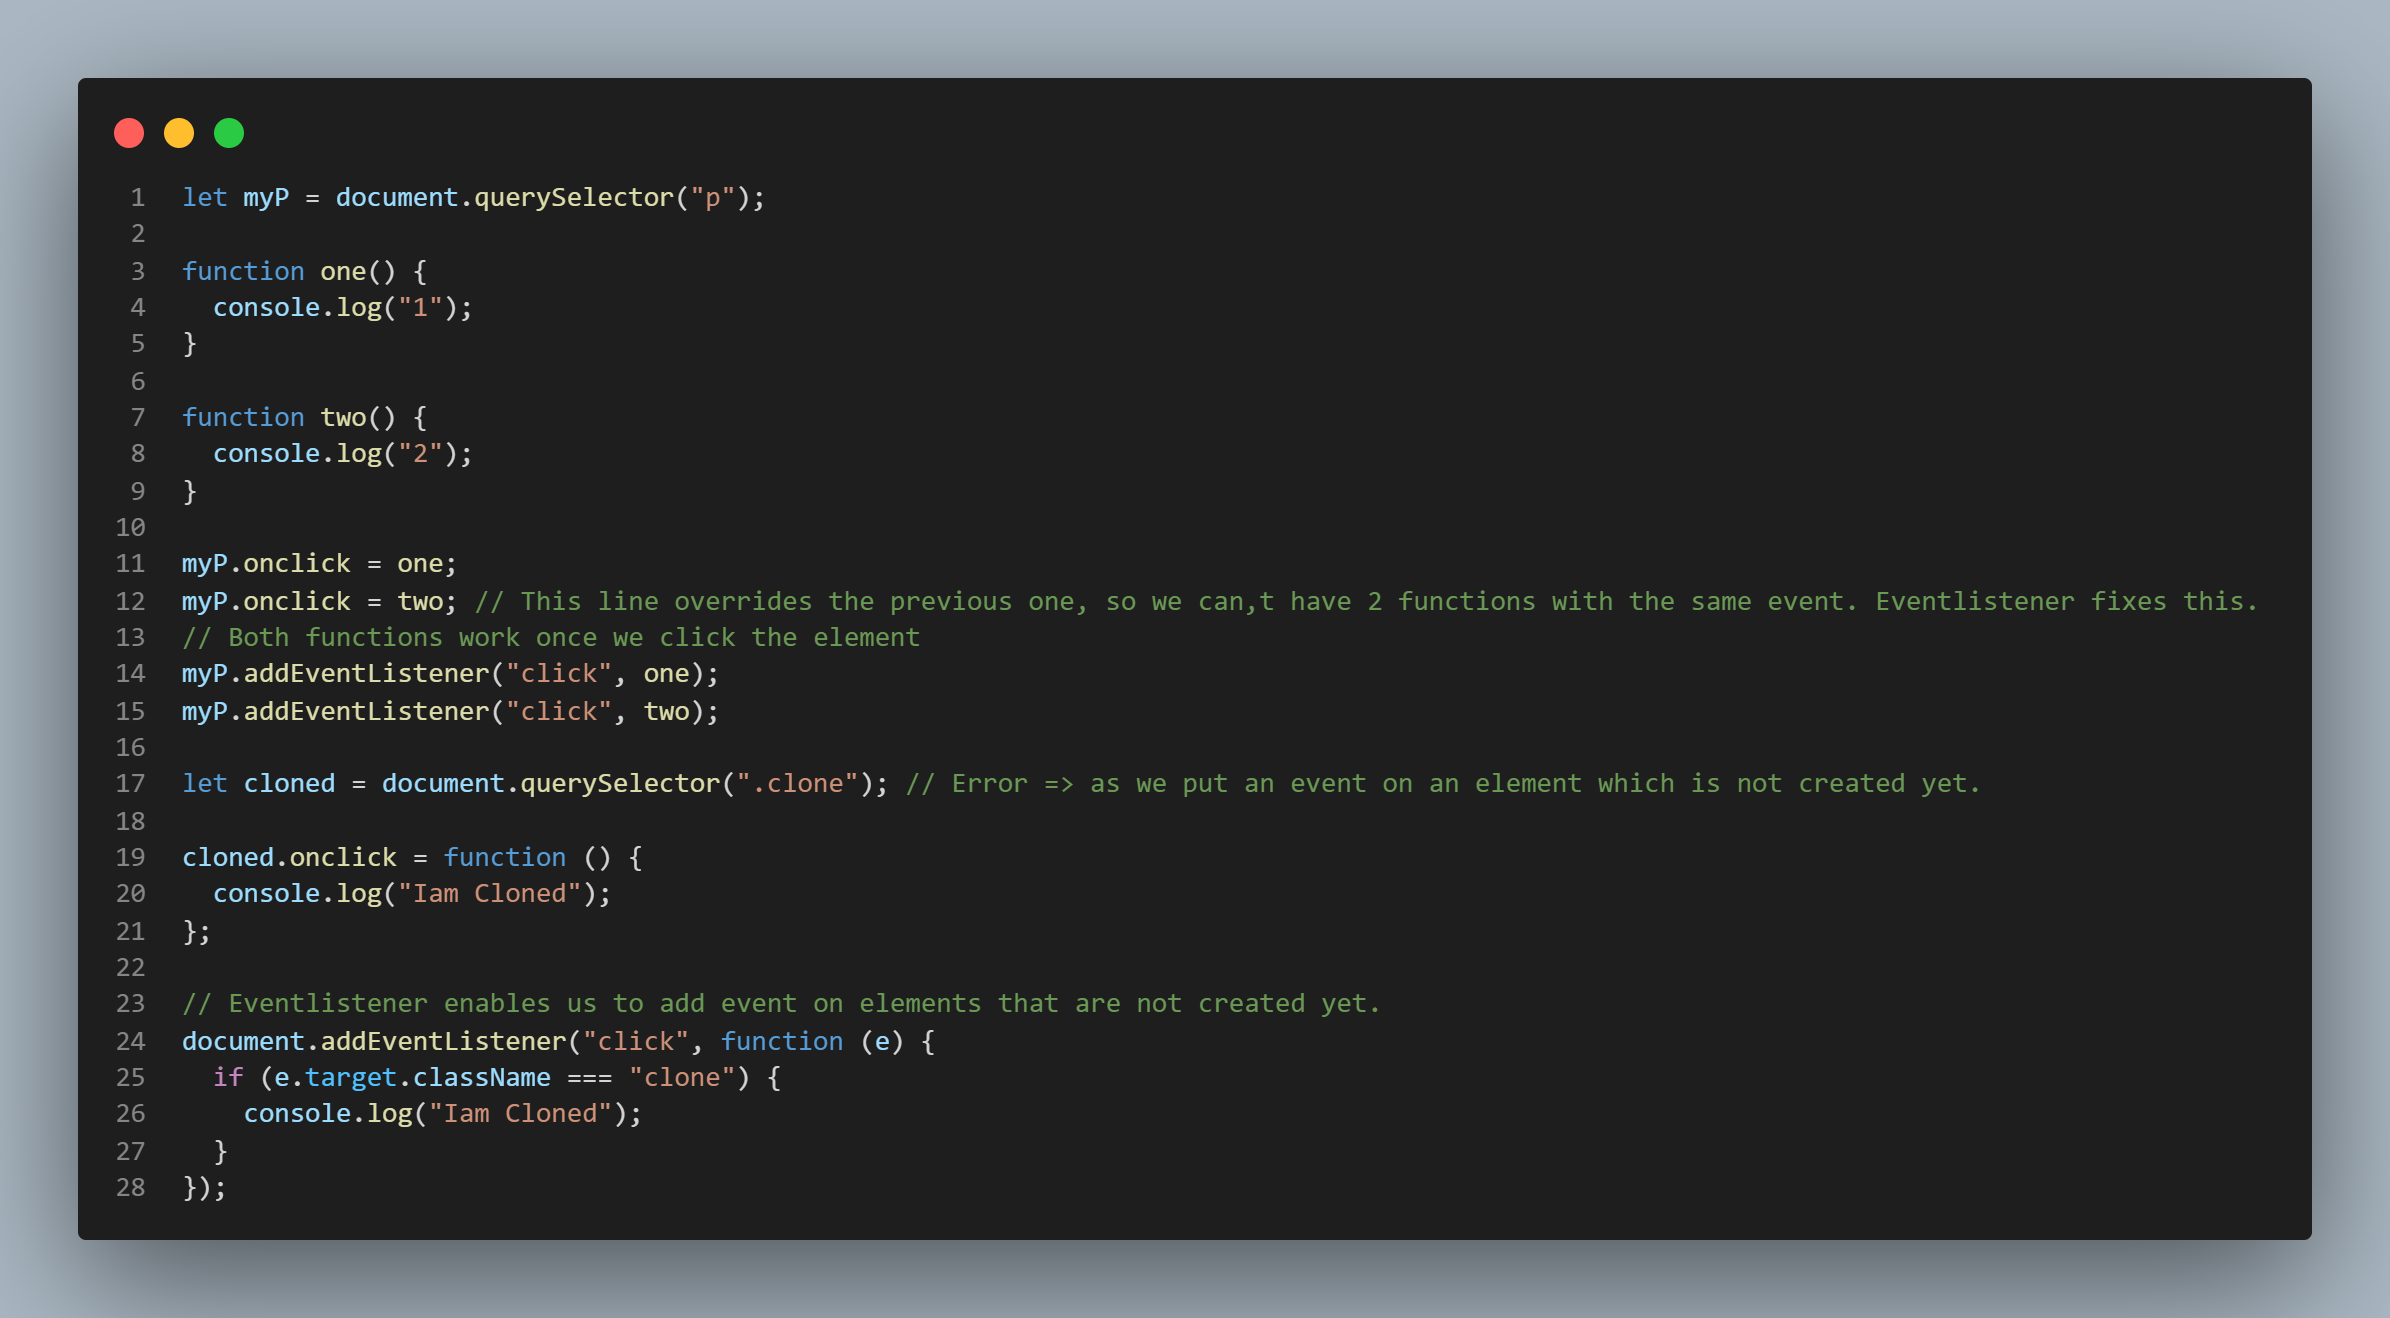 1 let myP = document.querySelector("p");
2
3 function one() {
4   console.log("1");
5 }
6
7 function two() {
8   console.log("2");
9 }
10
11 myP.onclick = one;
12 myP.onclick = two; // This line overrides the previous one, so we can,t have 2 functions with the same event. Eventlistener fixes this.
13 // Both functions work once we click the element
14 myP.addEventListener("click", one);
15 myP.addEventListener("click", two);
16
17 let cloned = document.querySelector(".clone"); // Error => as we put an event on an element which is not created yet.
18
19 cloned.onclick = function () {
20   console.log("Iam Cloned");
21 };
22
23 // Eventlistener enables us to add event on elements that are not created yet.
24 document.addEventListener("click", function (e) {
25   if (e.target.className === "clone") {
26     console.log("Iam Cloned");
27   }
28 });